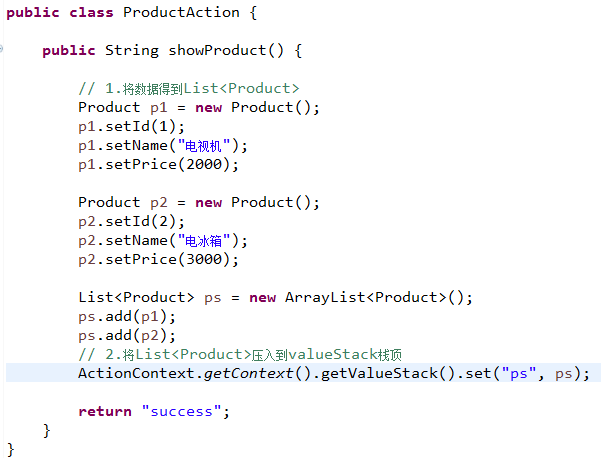 public class ProductAction {
public String showProduct() {
// 1.将数据得到List<Product>
Product p1 = new Product();
p1.setId(1);
p1.setName("电视机");
p1.setPrice(2000);
Product p2 = new Product();
p2.setId(2);
p2.setName("电冰箱");
p2.setPrice(3000);
List<Product> ps = new ArrayList<Product>();
ps.add(p1);
ps.add(p2);
// 2.将List<Product>压入到valueStack栈顶
ActionContext.getContext().getValueStack().set("ps", ps);
return "success";
}
}